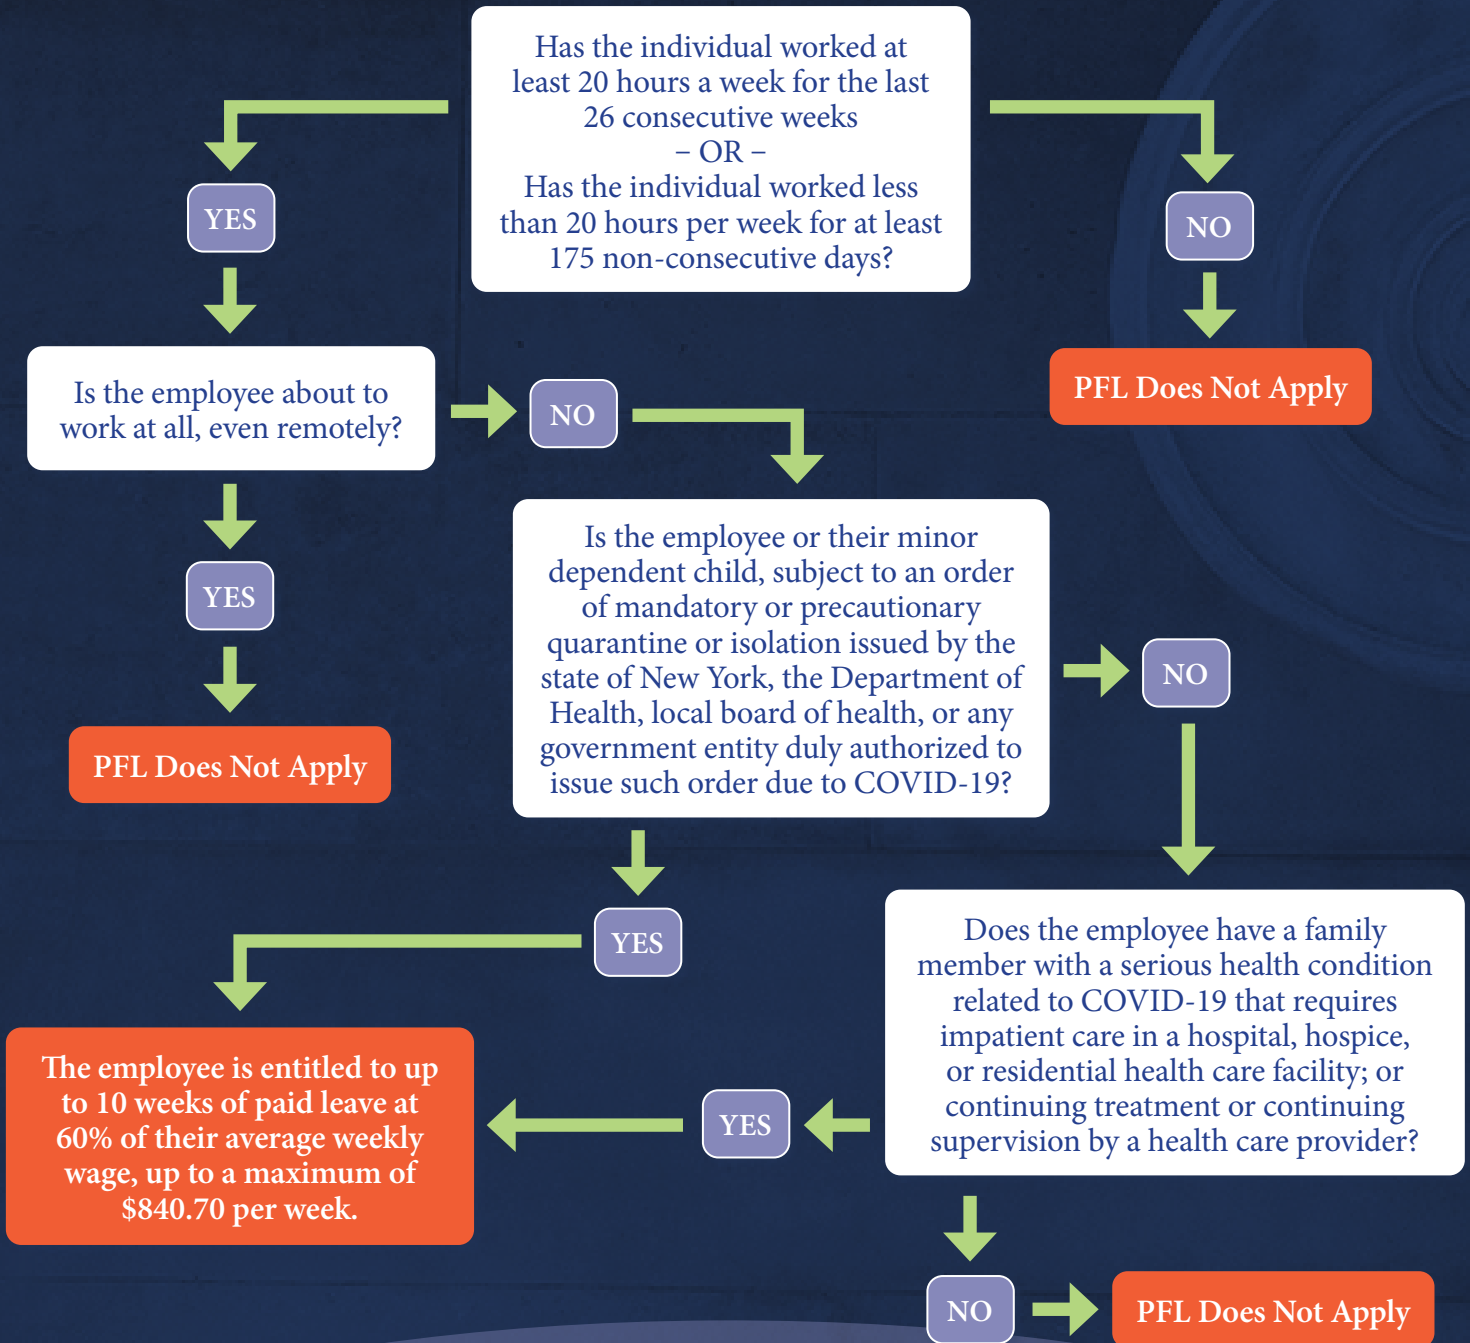 Has the individual worked at
least 20 hours a week for the last
26 consecutive weeks
– OR –
Has the individual worked less
than 20 hours per week for at least
175 non-consecutive days?
YES
NO
PFL Does Not Apply
Is the employee about to
work at all, even remotely?
NO
YES
PFL Does Not Apply
Is the employee or their minor
dependent child, subject to an order
of mandatory or precautionary
quarantine or isolation issued by the
state of New York, the Department of
Health, local board of health, or any
government entity duly authorized to
issue such order due to COVID-19?
NO
YES
Does the employee have a family
member with a serious health condition
related to COVID-19 that requires
impatient care in a hospital, hospice,
or residential health care facility; or
continuing treatment or continuing
supervision by a health care provider?
YES
The employee is entitled to up
to 10 weeks of paid leave at
60% of their average weekly
wage, up to a maximum of
$840.70 per week.
NO
PFL Does Not Apply